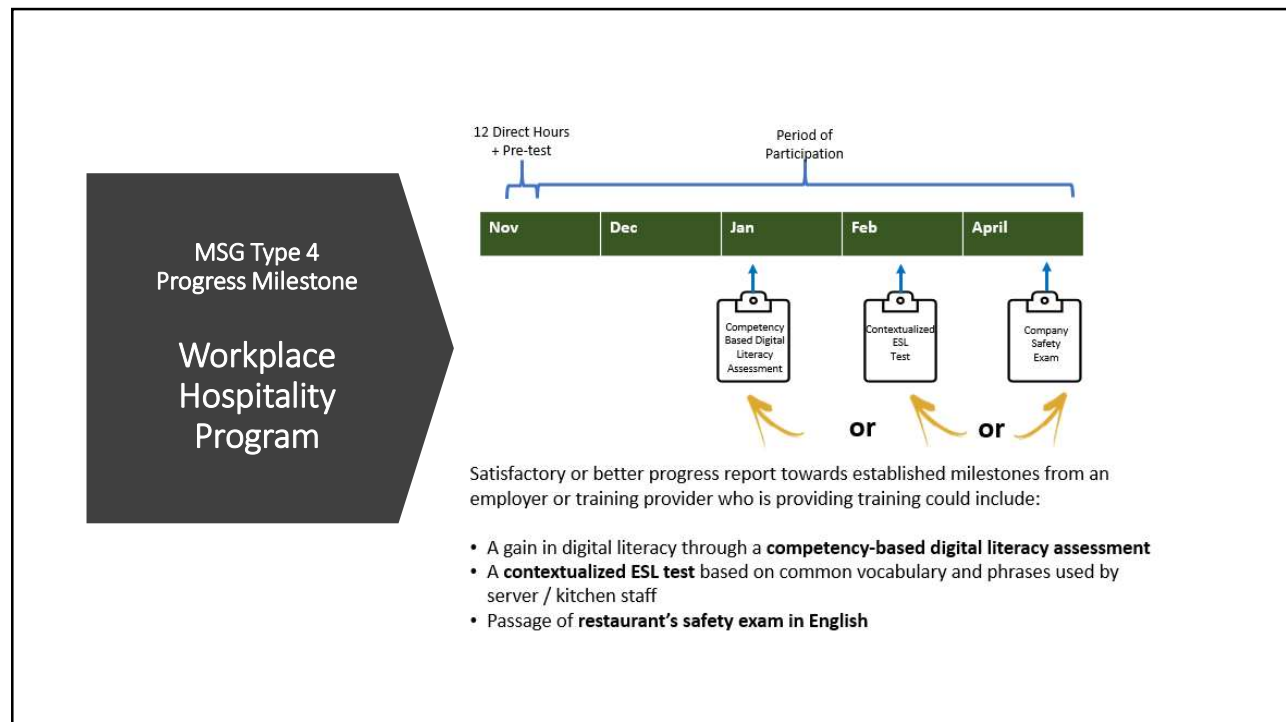 MSG Type 4
Progress Milestone
Workplace
Hospitality
Program
12 Direct Hours
+ Pre-test
Period of
Participation
Nov
Dec
Jan
Feb
April
Competency
Based Digital
Literacy
Assessment
Contextualized
ESL
Test
Company
Safety
Exam
or
or
Satisfactory or better progress report towards established milestones from an
employer or training provider who is providing training could include:
• A gain in digital literacy through a competency-based digital literacy assessment
• A contextualized ESL test based on common vocabulary and phrases used by
server / kitchen staff
• Passage of restaurant's safety exam in English